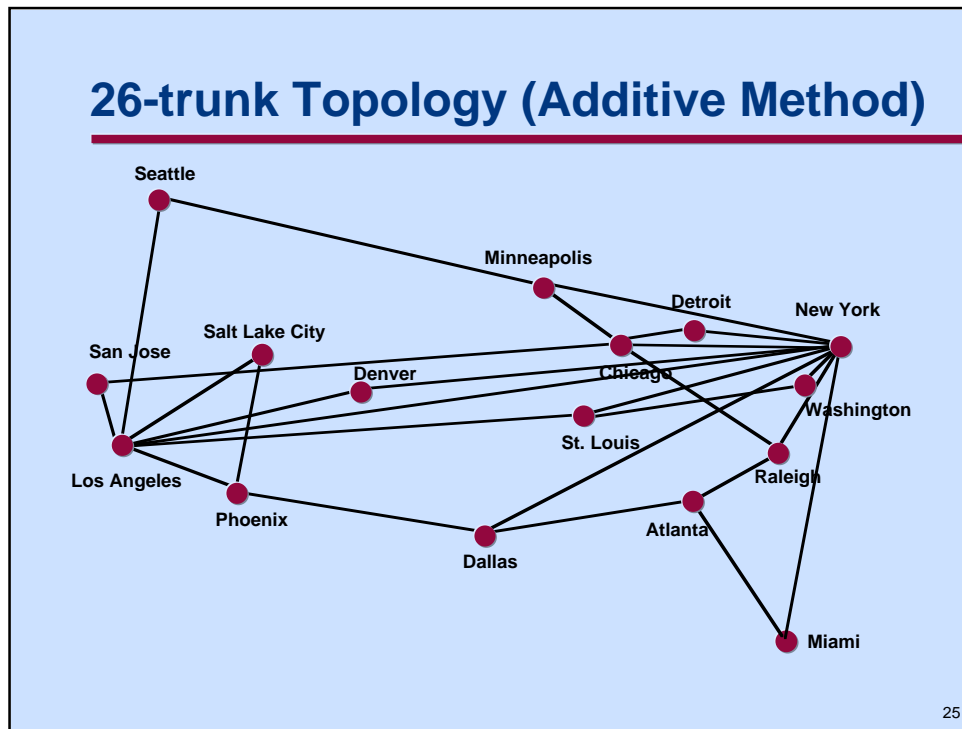 26-trunk Topology (Additive Method)
Seattle
Minneapolis
Detroit
New York
Salt Lake City
San Jose
Denver
Chicago
Washington
St. Louis
Los Angeles
Raleigh
Phoenix
Atlanta
Dallas
Miami
25